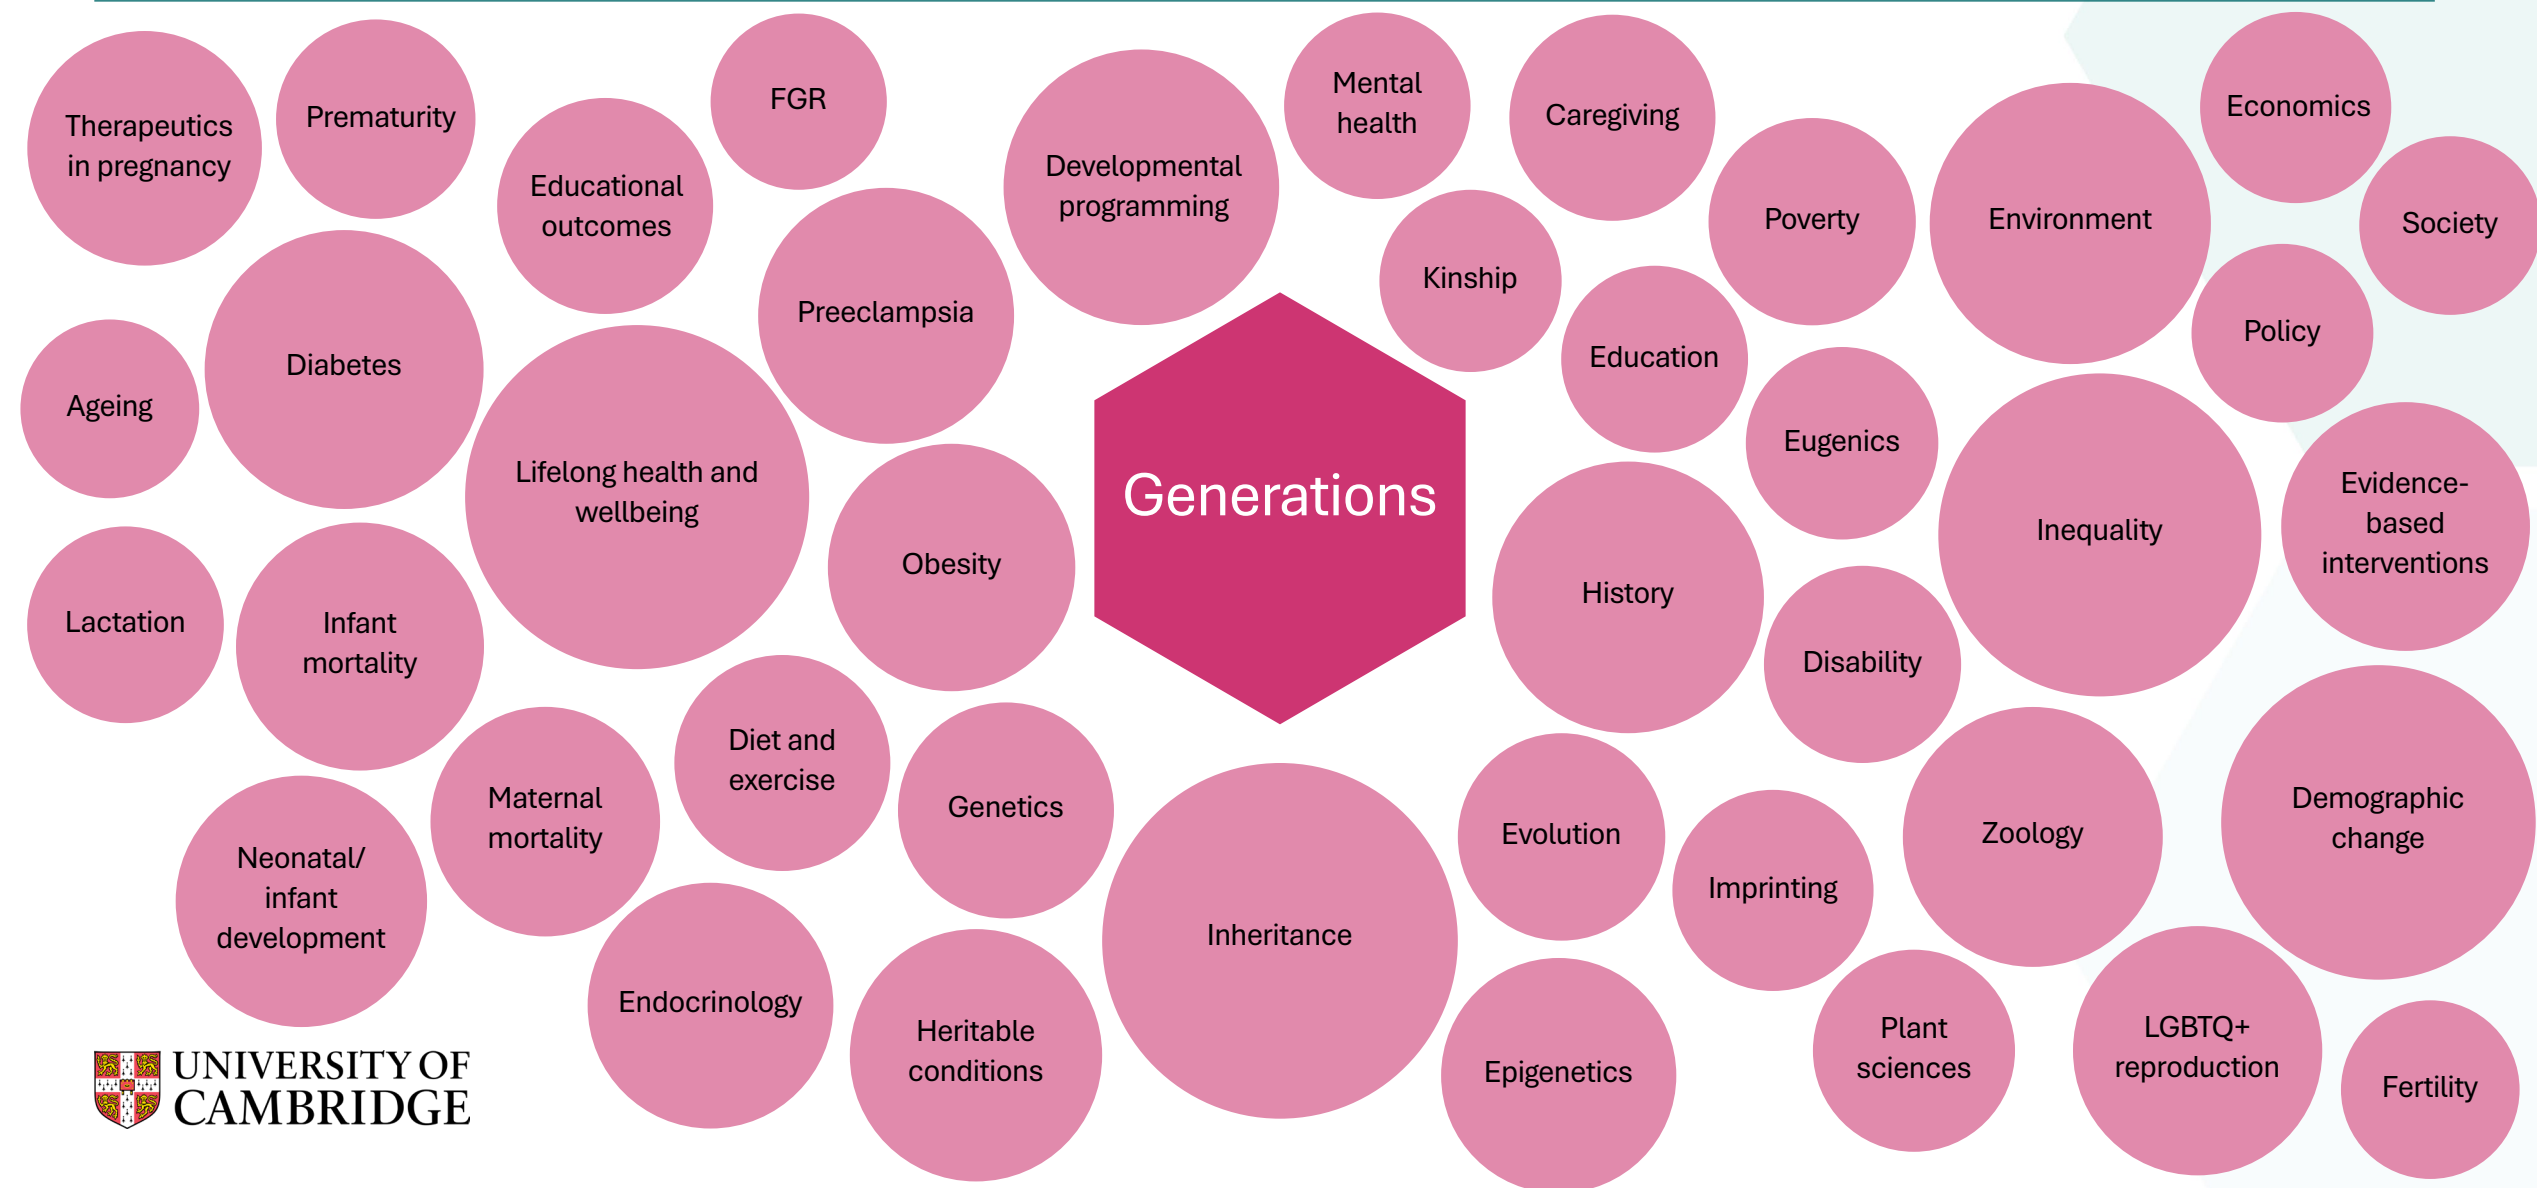 Therapeutics
in pregnancy
Prematurity
Educational
outcomes
FGR
Developmental
programming
Mental
health
Caregiving
Poverty
Environment
Economics
Society
Ageing
Diabetes
Preeclampsia
Kinship
Education
Policy
Lifelong health and
wellbeing
Generations
Eugenics
Inequality
Evidence-
based
interventions
Lactation
Infant
mortality
Obesity
History
Disability
Neonatal/
infant
development
Maternal
mortality
Diet and
exercise
Genetics
Inheritance
Evolution
Imprinting
Zoology
Demographic
change
Endocrinology
Heritable
conditions
Epigenetics
Plant
sciences
LGBTQ+
reproduction
Fertility
UNIVERSITY OF
CAMBRIDGE